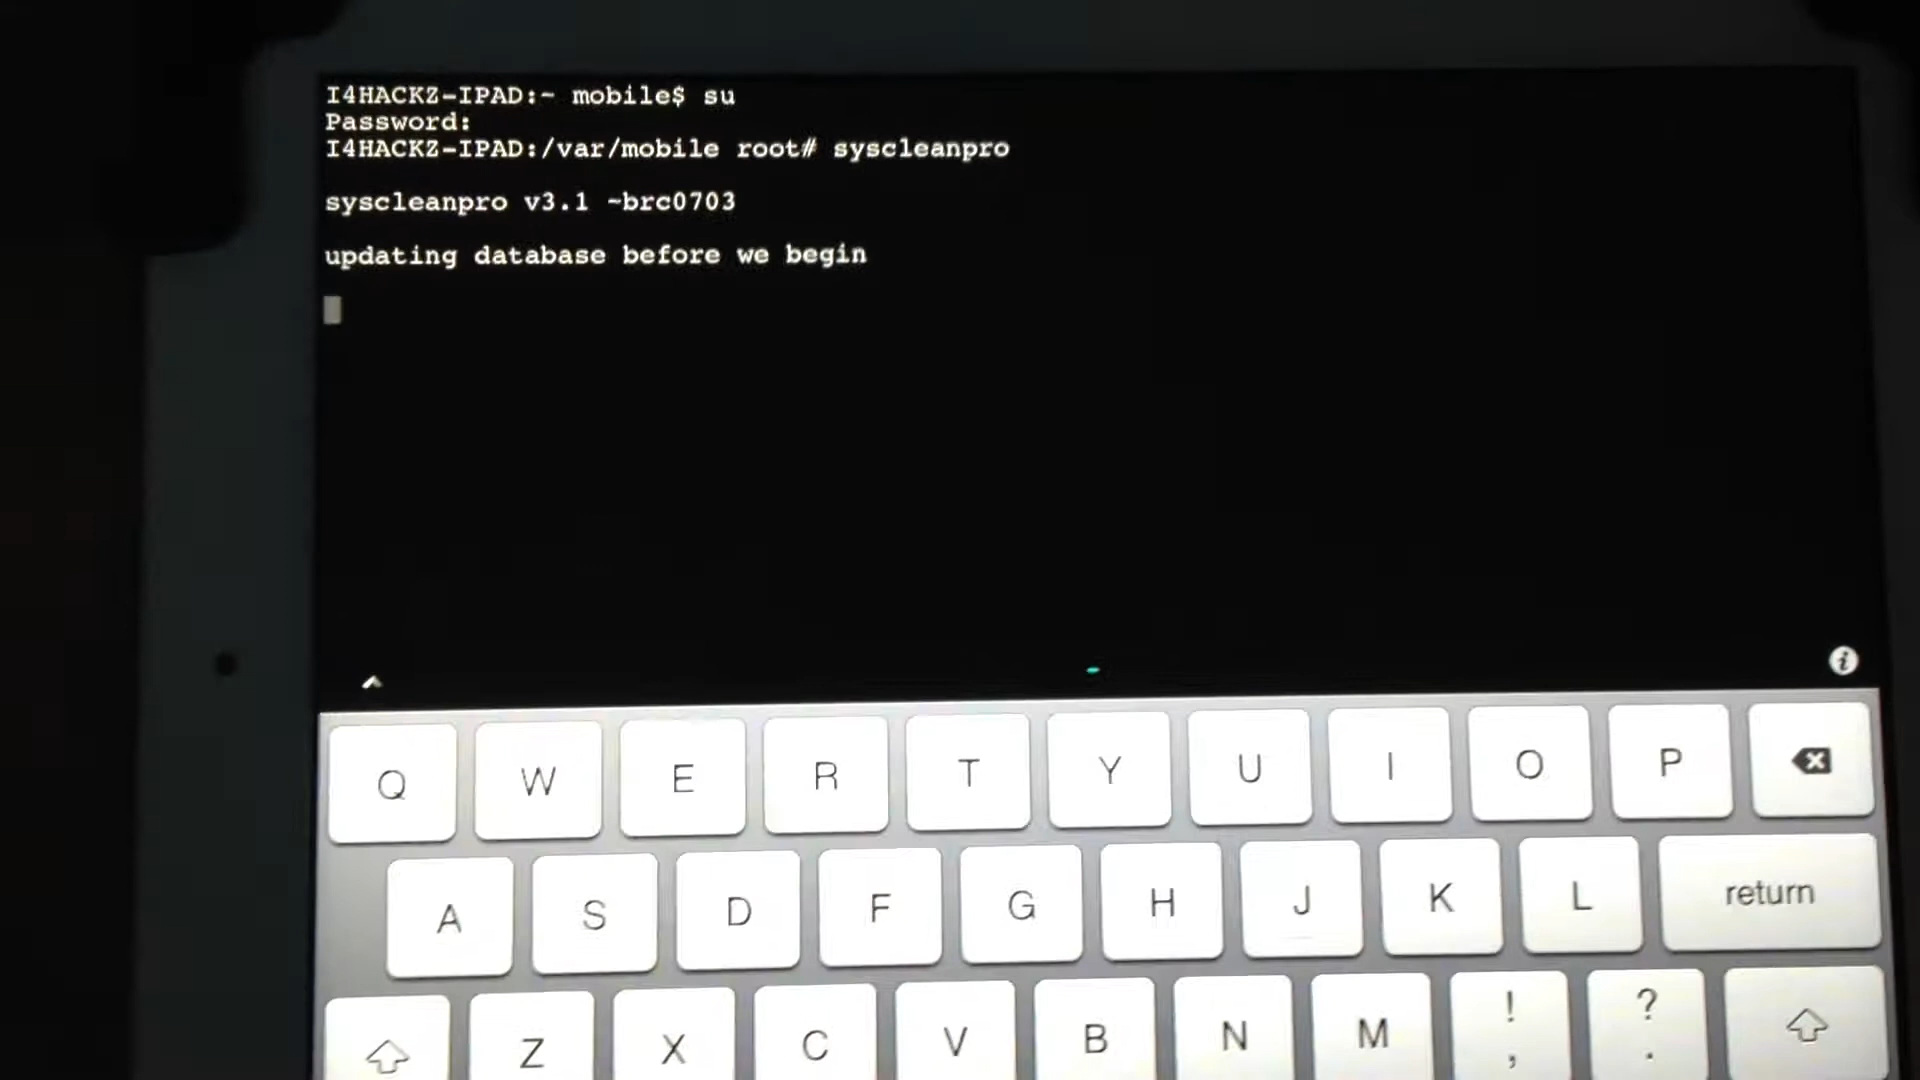 I4HACKZ-IPAD:~ mobile$ su
Password:
I4HACKZ-IPAD:/var/mobile root# syscleanpro
syscleanpro v3.1 ~brc0703
updating database before we begin
Q W E R T Y U I O P
A S D F G H J K L return
Z X C V B N M ! , ? .